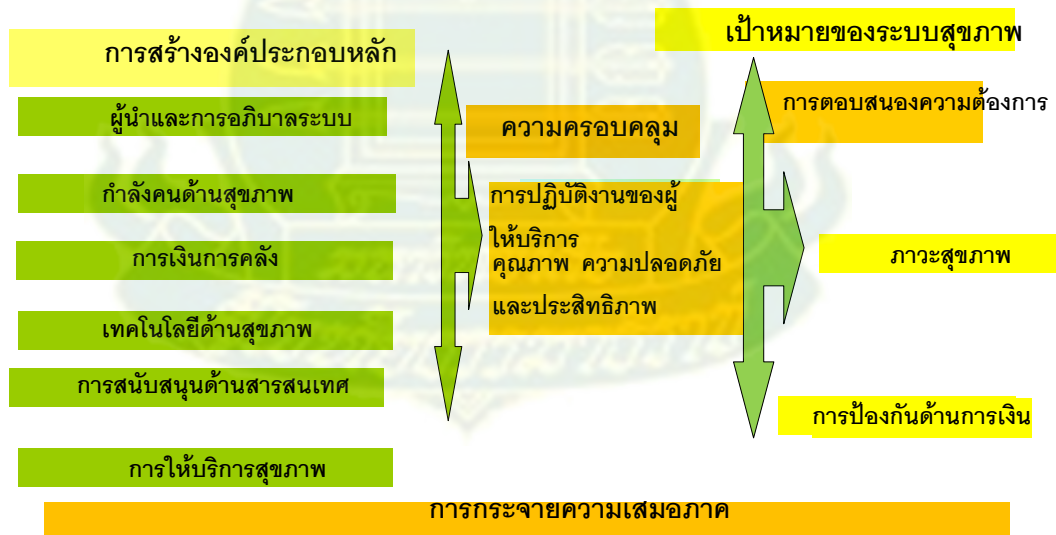 การสร้างองค์ประกอบหลัก
ผู้นำและการอภิบาลระบบ
กำลังคนด้านสุขภาพ
การเงินการคลัง
เทคโนโลยีด้านสุขภาพ
การสนับสนุนด้านสารสนเทศ
การให้บริการสุขภาพ
ความครอบคลุม
การปฏิบัติงานของผู้
ให้บริการ
คุณภาพ ความปลอดภัย
และประสิทธิภาพ
เป้าหมายของระบบสุขภาพ
การตอบสนองความต้องการ
ภาวะสุขภาพ
การป้องกันด้านการเงิน
การกระจายความเสมอภาค